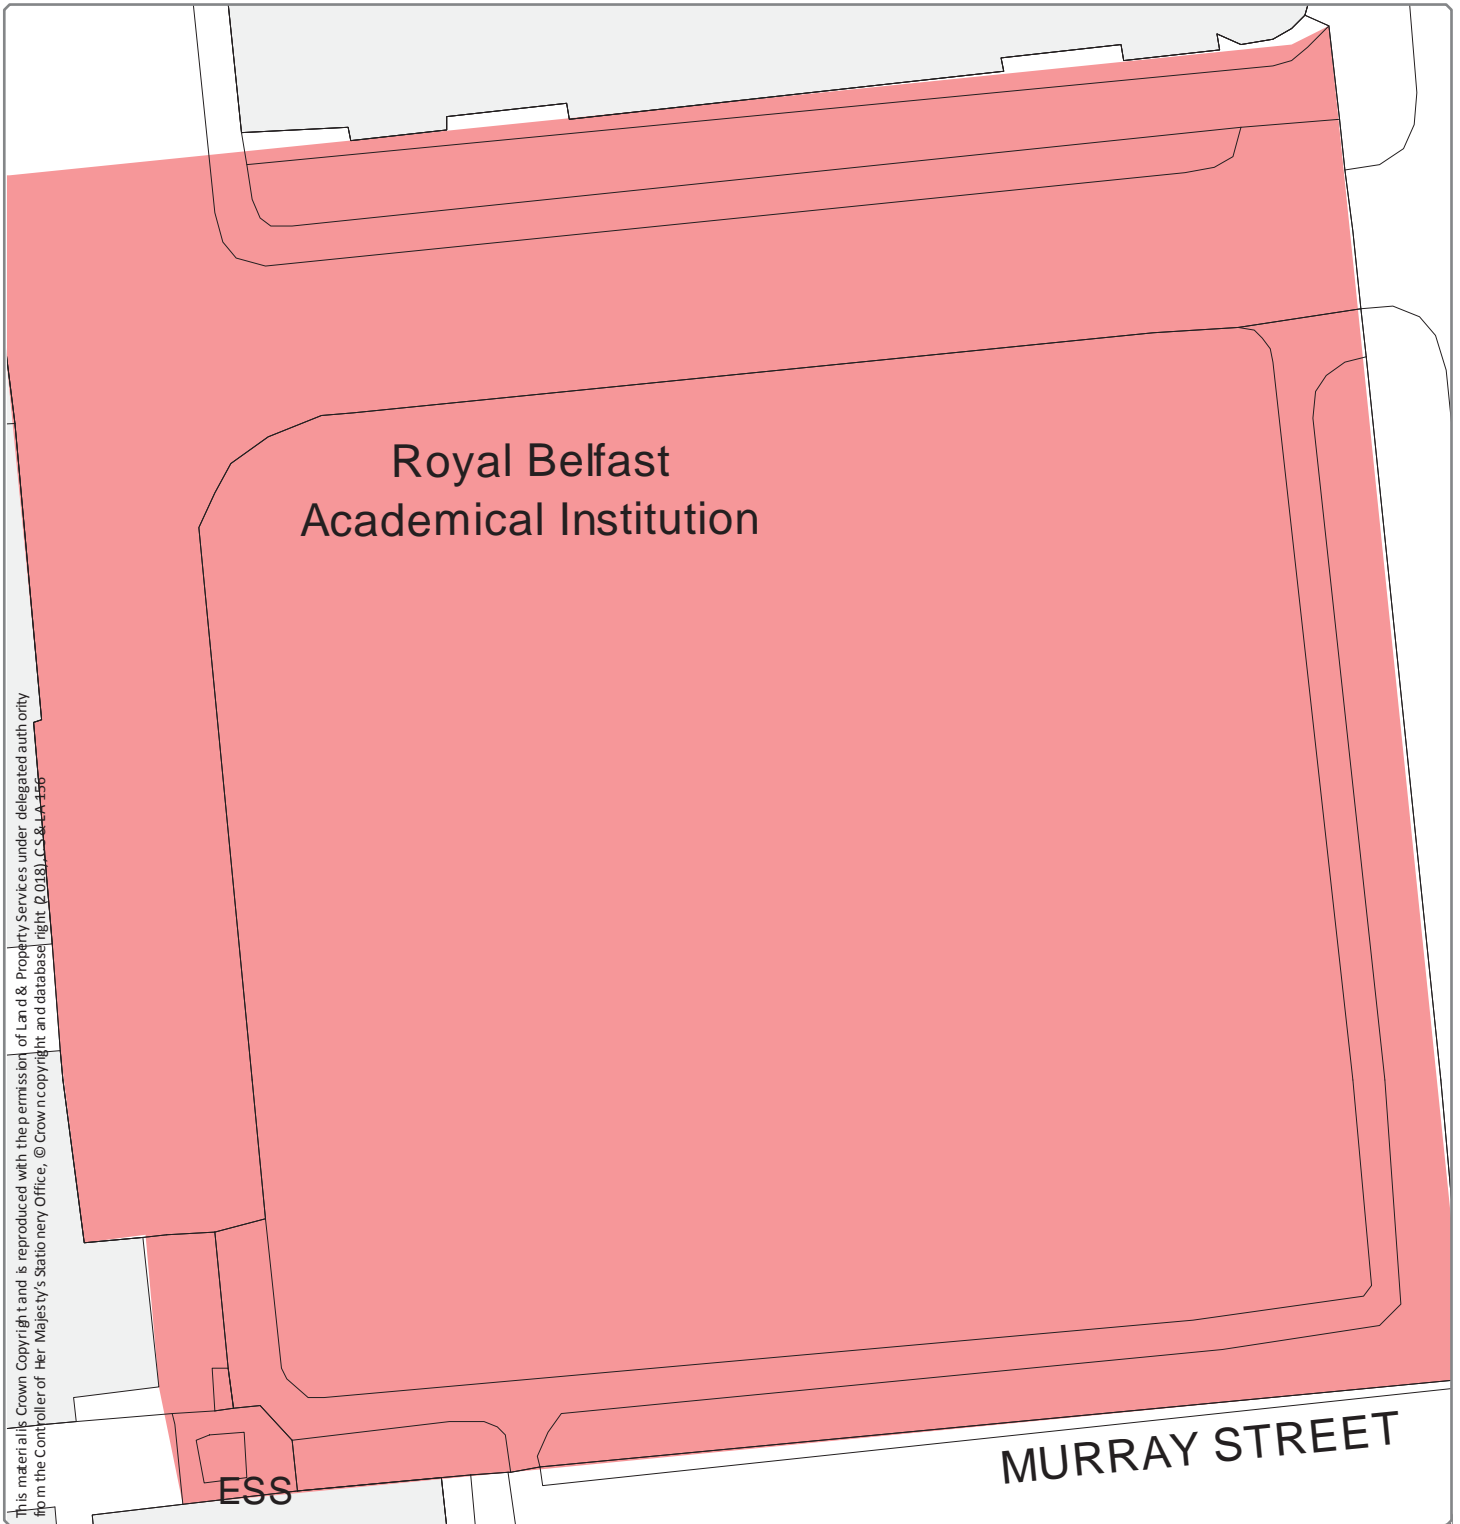 Royal Belfast
Academical Institution
MURRAY STREET
ESS
This material is Crown Copyright and is reproduced with the permission of Land & Property Services under delegated authority
from the Controller of Her Majesty's Stationery Office, © Crown copyright and database right (2018), CS & LA 156